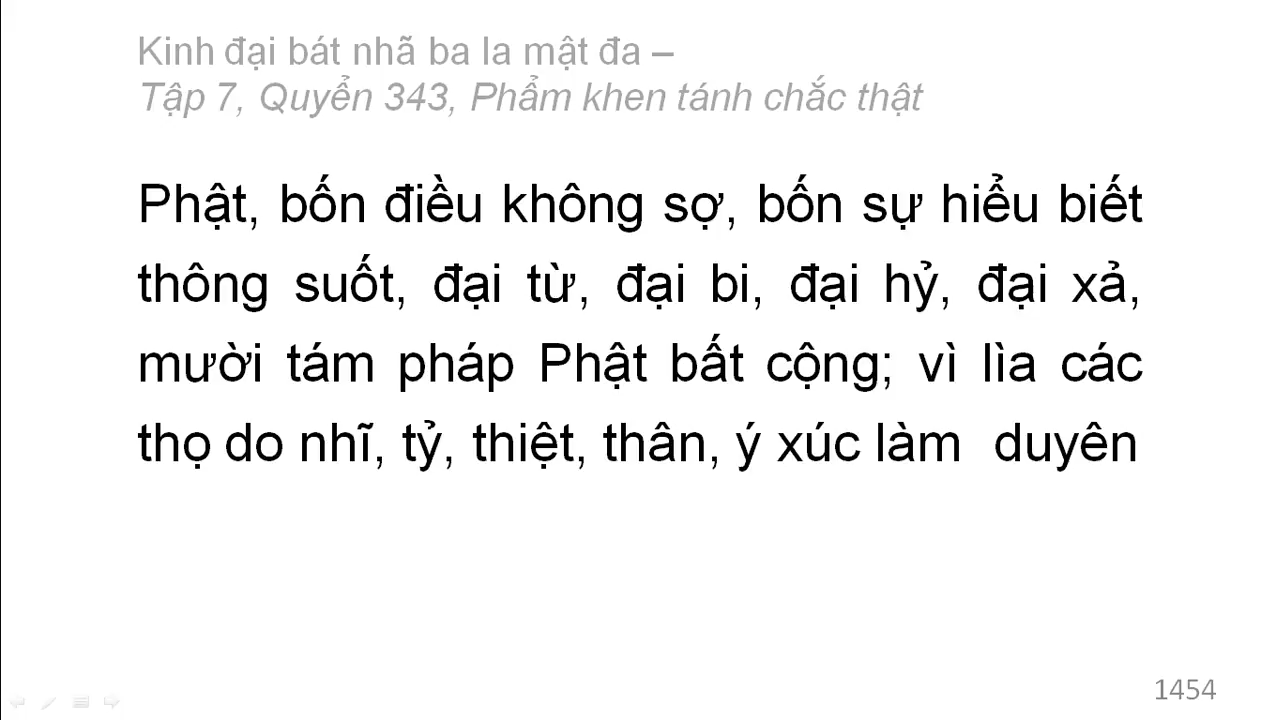 Kinh đại bát nhã ba la mật đa –
Tập 7, Quyển 343, Phẩm khen tánh chắc thật
Phật, bốn điều không sợ, bốn sự hiểu biết
thông suốt, đại từ, đại bi, đại hỷ, đại xả,
mười tám pháp Phật bất cộng; vì lìa các
thọ do nhĩ, tỷ, thiệt, thân, ý xúc làm duyên
1454